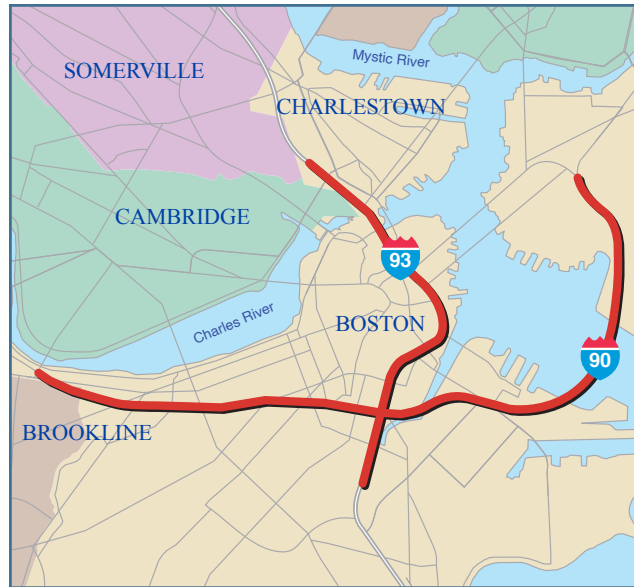 Mystic River
SOMERVILLE
CHARLESTOWN
CAMBRIDGE
93
Charles River
BOSTON
90
BROOKLINE